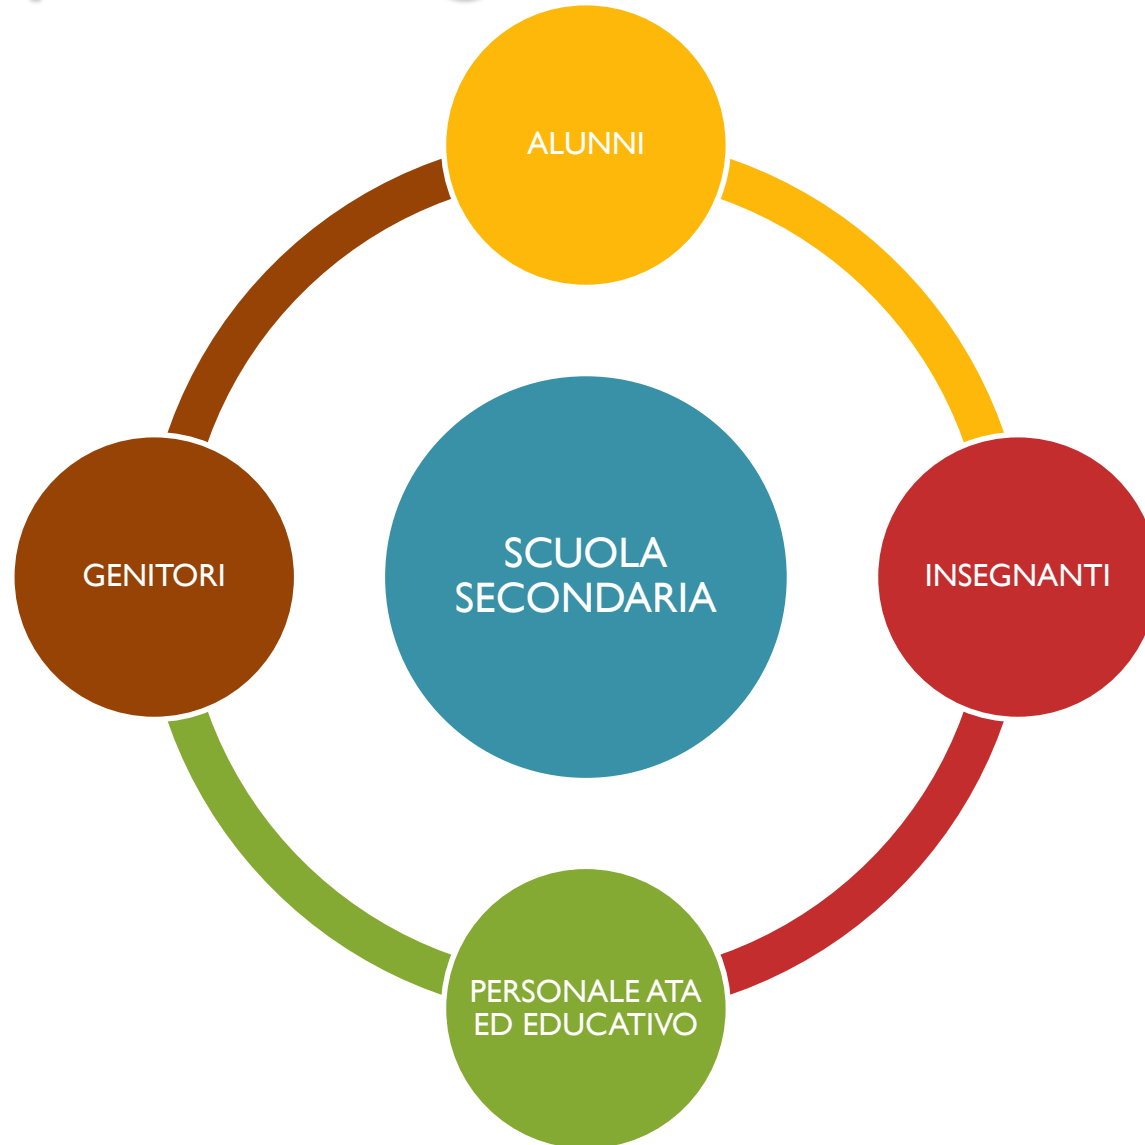 ALUNNI
GENITORI
SCUOLA
SECONDARIA
INSEGNANTI
PERSONALE ATA
ED EDUCATIVO